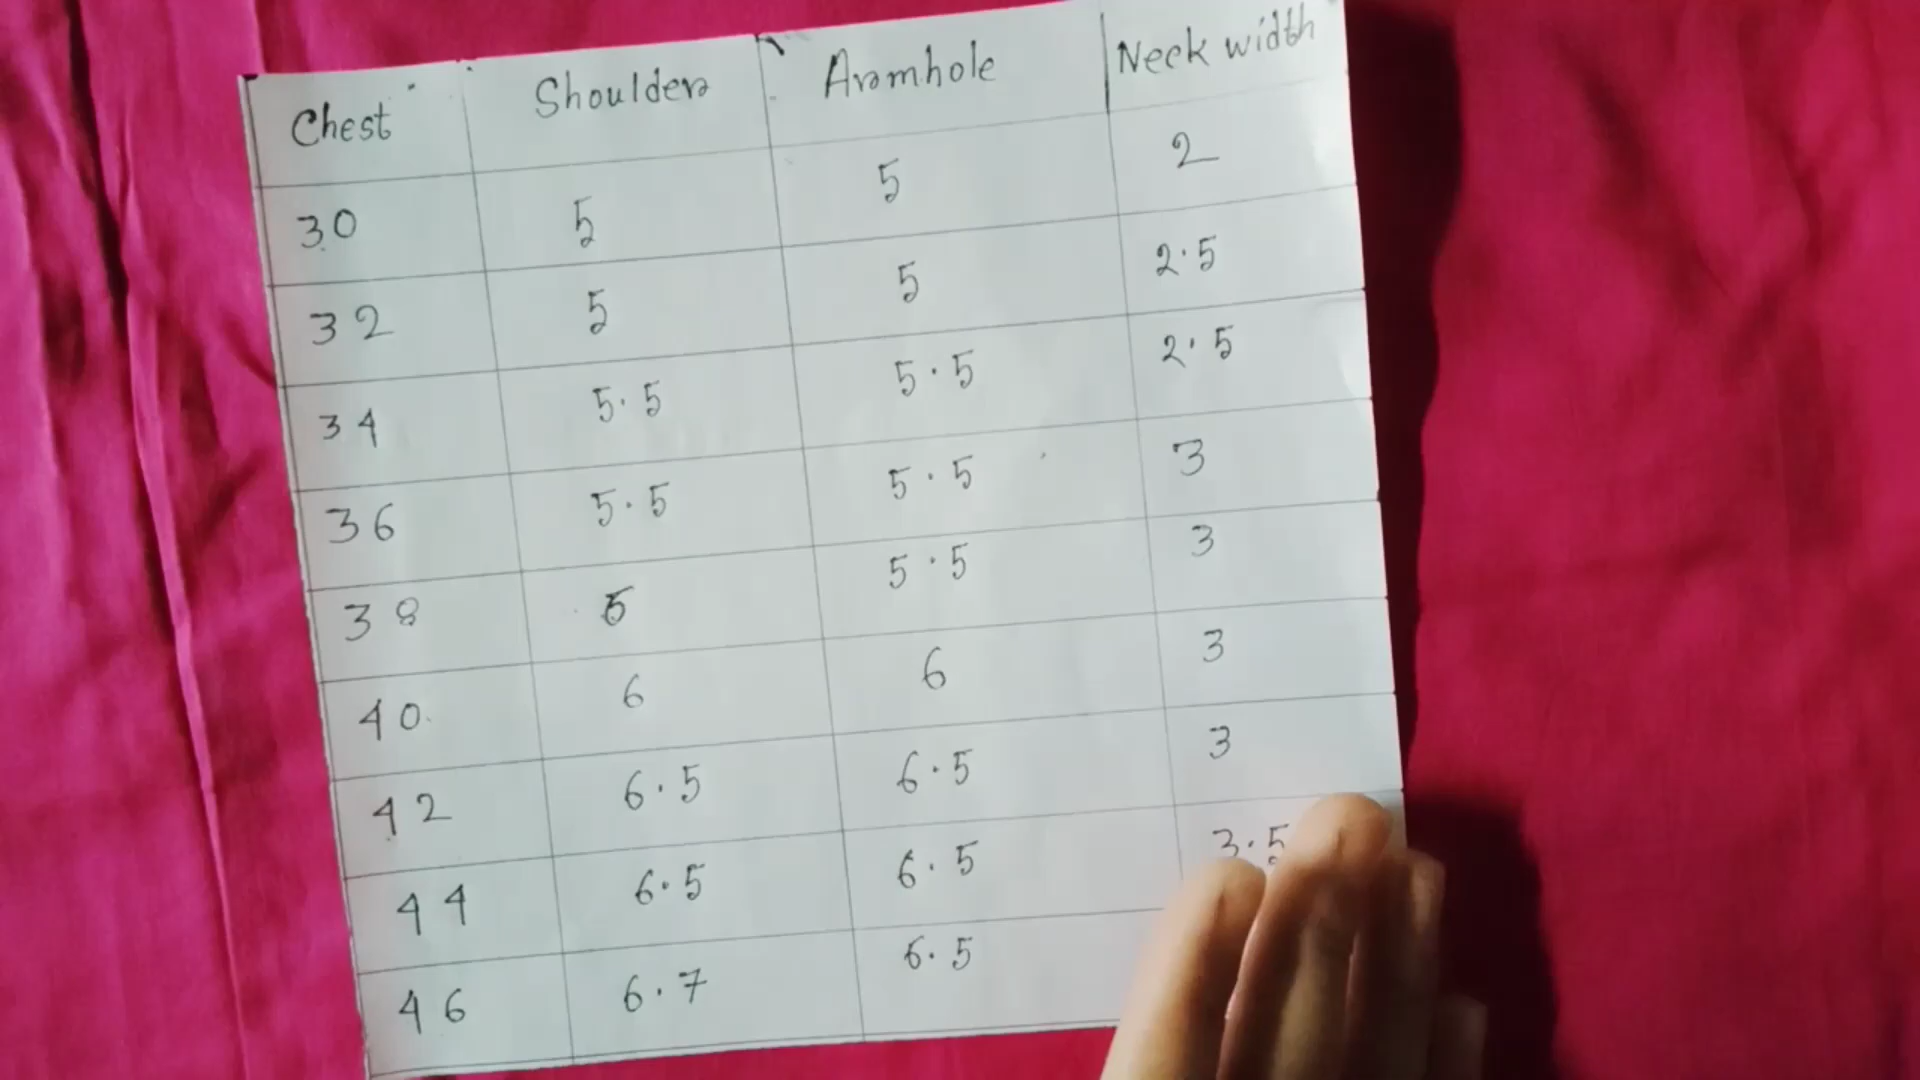 Chest Shoulder Armhole Neck width
30 5 5 2
32 5 5 2.5
34 5.5 5.5 2.5
36 5.5 5.5 3
38 5.5 3
40 6 6 3
42 6.5 6.5 3
44 6.5 6.5 3.5
46 6.7 6.5